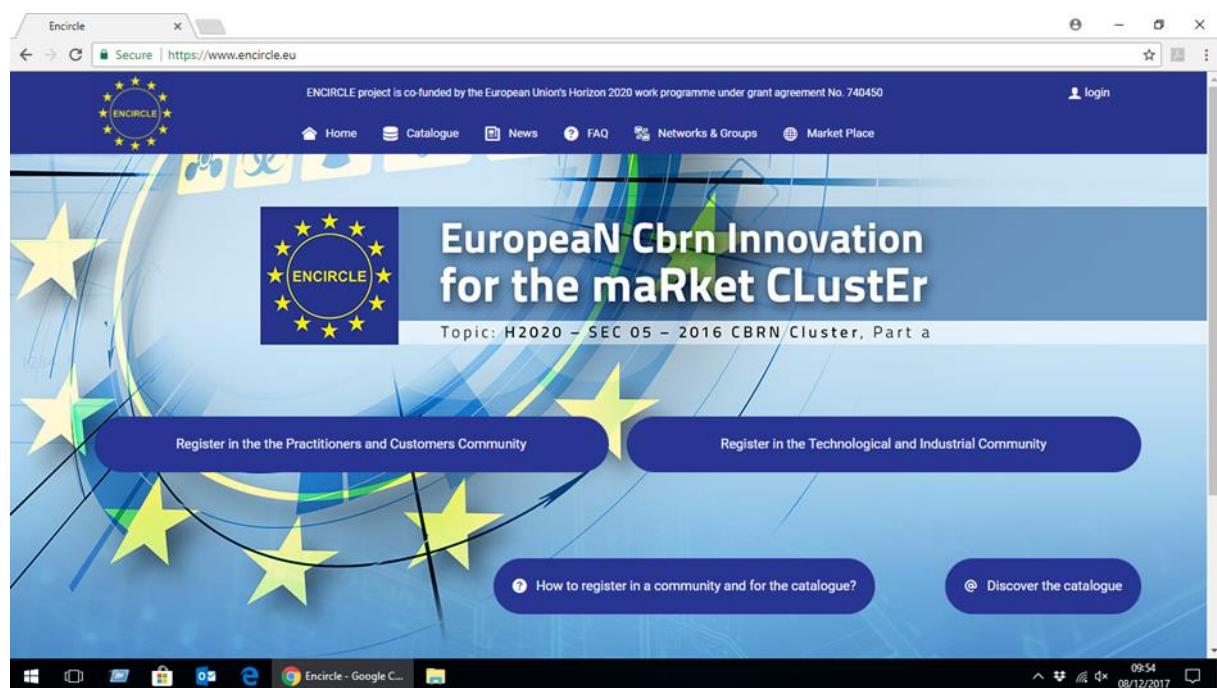 Encircle
Secure | https://www.encircle.eu
ENCIRCLE
ENCIRCLE project is co-funded by the European Union's Horizon 2020 work programme under grant agreement No. 740450
login
Home Catalogue News FAQ Networks & Groups Market Place
ENCIRCLE
EuropeaN Cbrn Innovation
for the maRket CLustEr
Topic: H2020 – SEC 05 – 2016 CBRN Cluster, Part a
Register in the the Practitioners and Customers Community
Register in the Technological and Industrial Community
How to register in a community and for the catalogue?
Discover the catalogue
Encircle - Google C...
09:54
08/12/2017